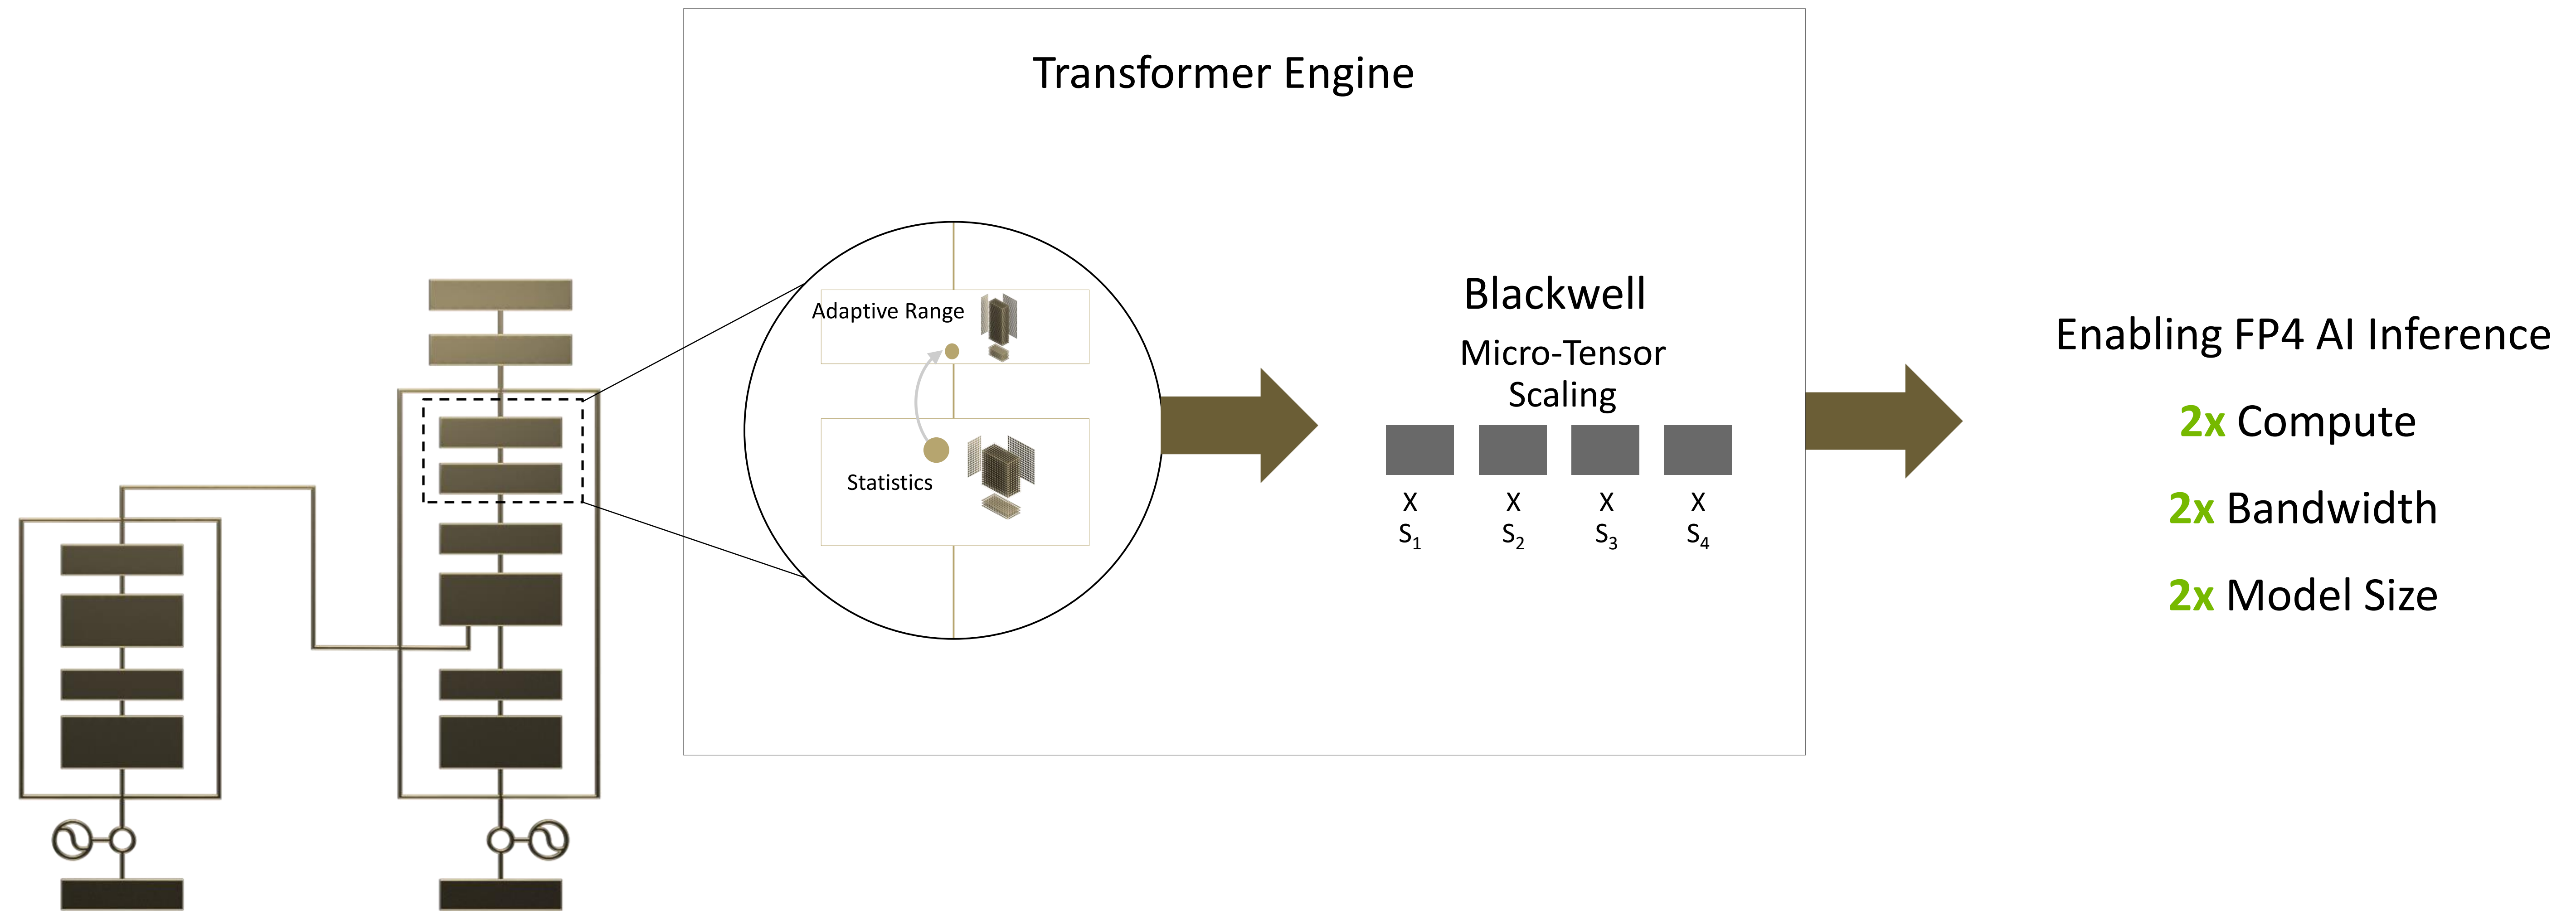 Transformer Engine
Adaptive Range
Statistics
Blackwell
Micro-Tensor
Scaling
X X X X
S₁ S₂ S₃ S₄
Enabling FP4 AI Inference
2x Compute
2x Bandwidth
2x Model Size